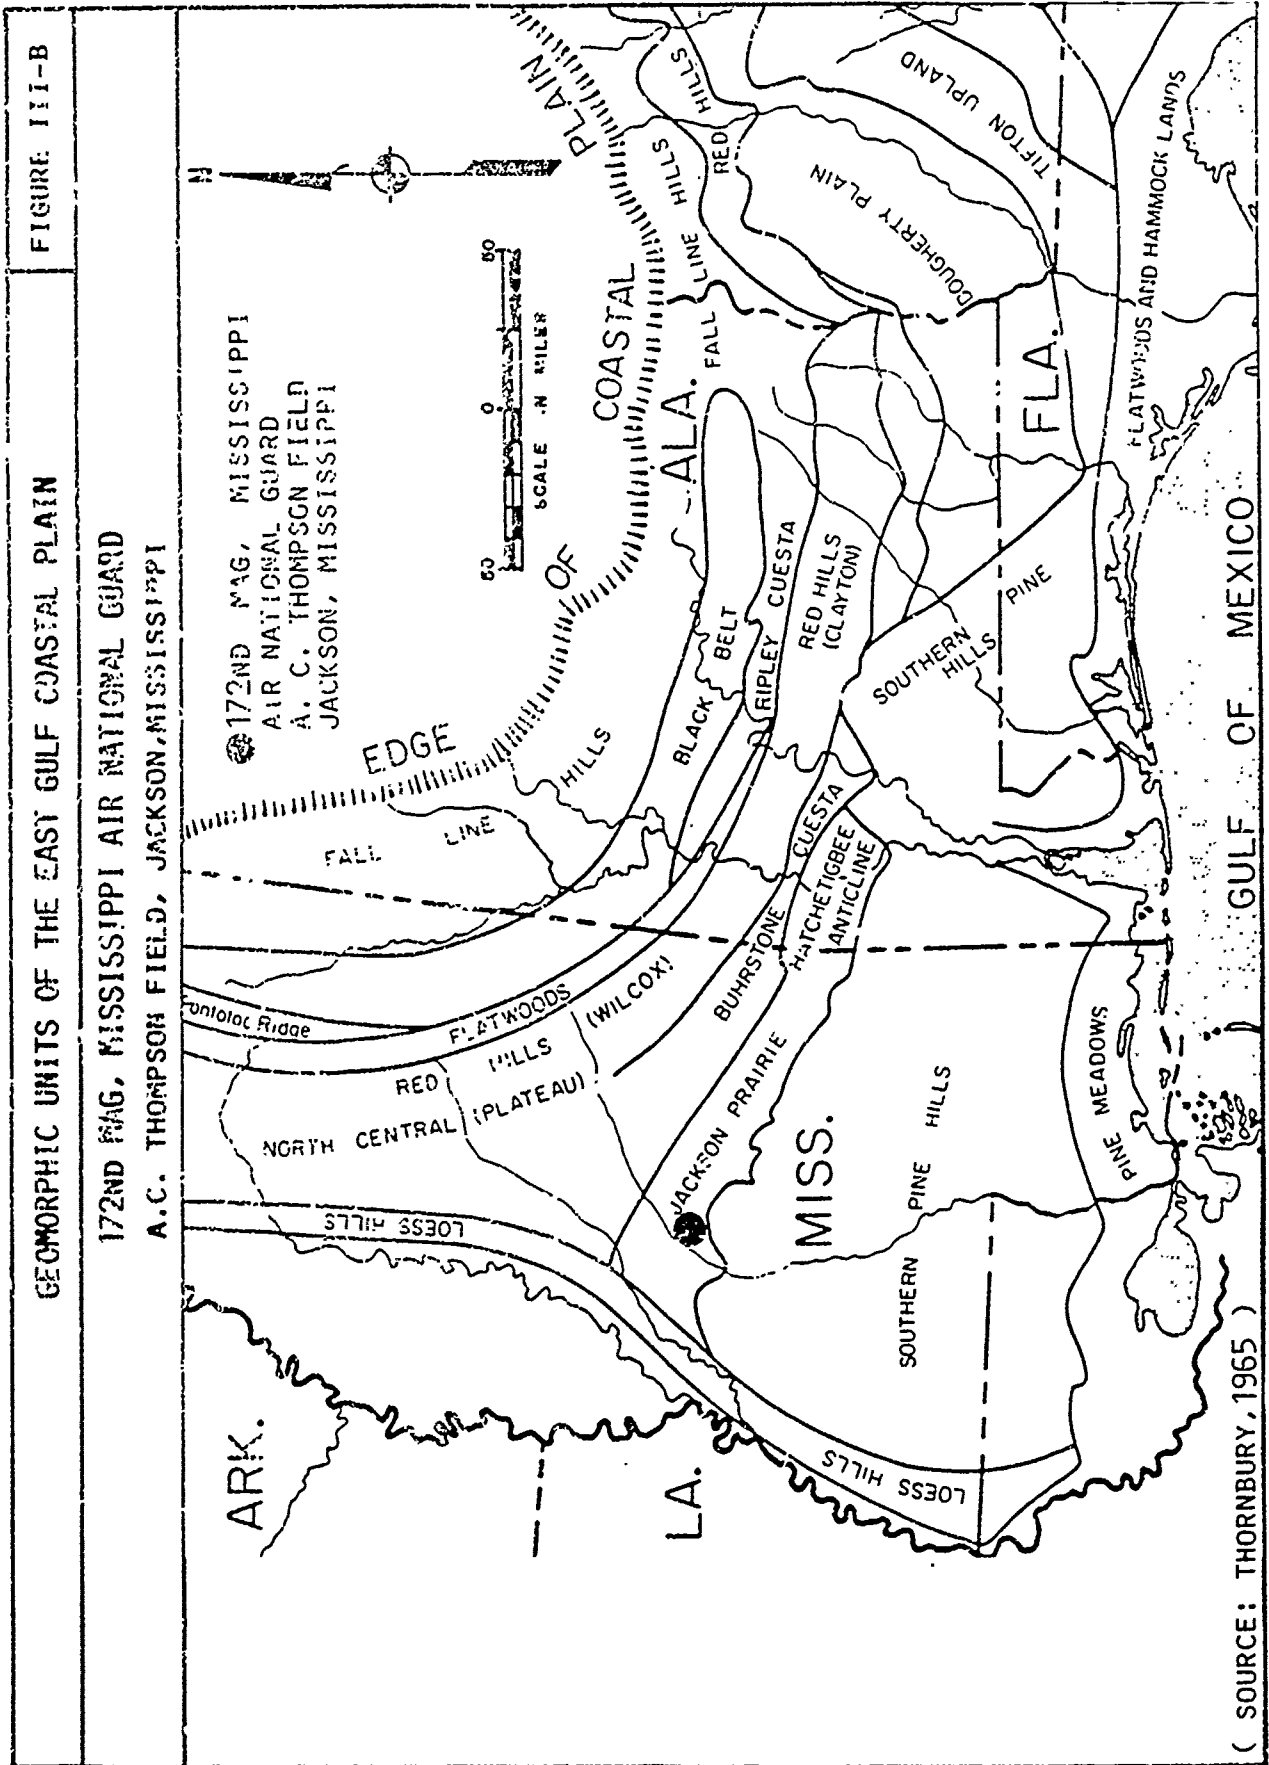 GEOMORPHIC UNITS OF THE EAST GULF COASTAL PLAIN
FIGURE III-B
172ND MAG, MISSISSIPPI AIR NATIONAL GUARD
A.C. THOMPSON FIELD, JACKSON, MISSISSIPPI
N
172ND MAG, MISSISSIPPI
AIR NATIONAL GUARD
A. C. THOMPSON FIELD
JACKSON, MISSISSIPPI
50 0 50
SCALE IN MILES
EDGE
OF
COASTAL
PLAIN
ARK.
LA.
MISS.
ALA.
FLA.
FALL LINE
HILLS
FALL LINE HILLS
RED HILLS
Pontotoc Ridge
FLATWOODS
BLACK
BELT
RIPLEY CUESTA
RED HILLS
(CLAYTON)
RED HILLS (WILCOX)
NORTH CENTRAL (PLATEAU)
LOESS HILLS
BUHRSTONE CUESTA
HATCHETIGBEE
ANTICLINE
JACKSON PRAIRIE
SOUTHERN PINE HILLS
SOUTHERN PINE
HILLS
LOESS HILLS
PINE MEADOWS
DOUGHERTY PLAIN
TIFTON UPLAND
FLATWOODS AND HAMMOCK LANDS
GULF OF MEXICO
( SOURCE: THORNBURY, 1965 )